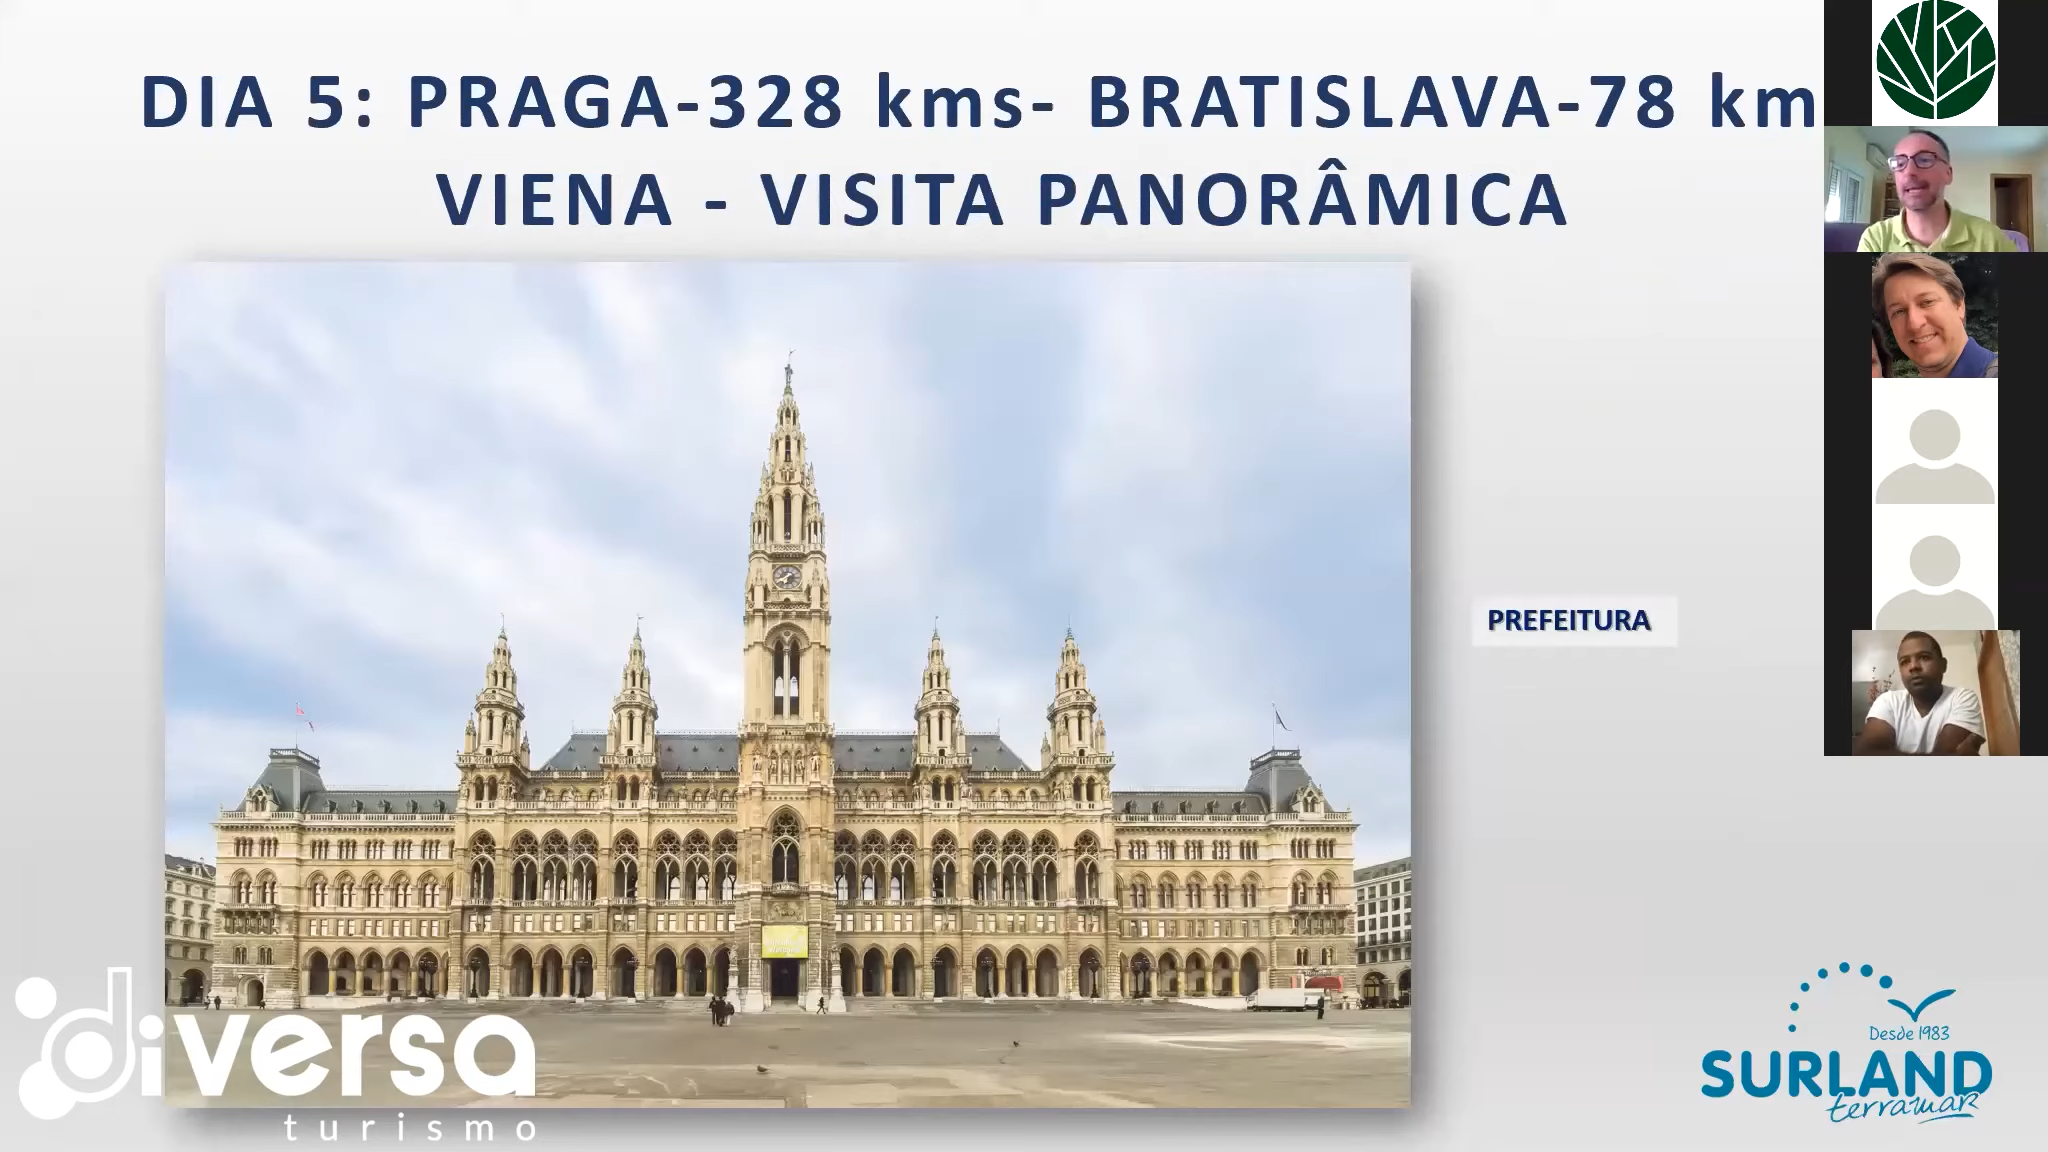 DIA 5: PRAGA-328 kms- BRATISLAVA-78 km
VIENA - VISITA PANORÂMICA
PREFEITURA
diversa
turismo
Desde 1983
SURLAND
terramar